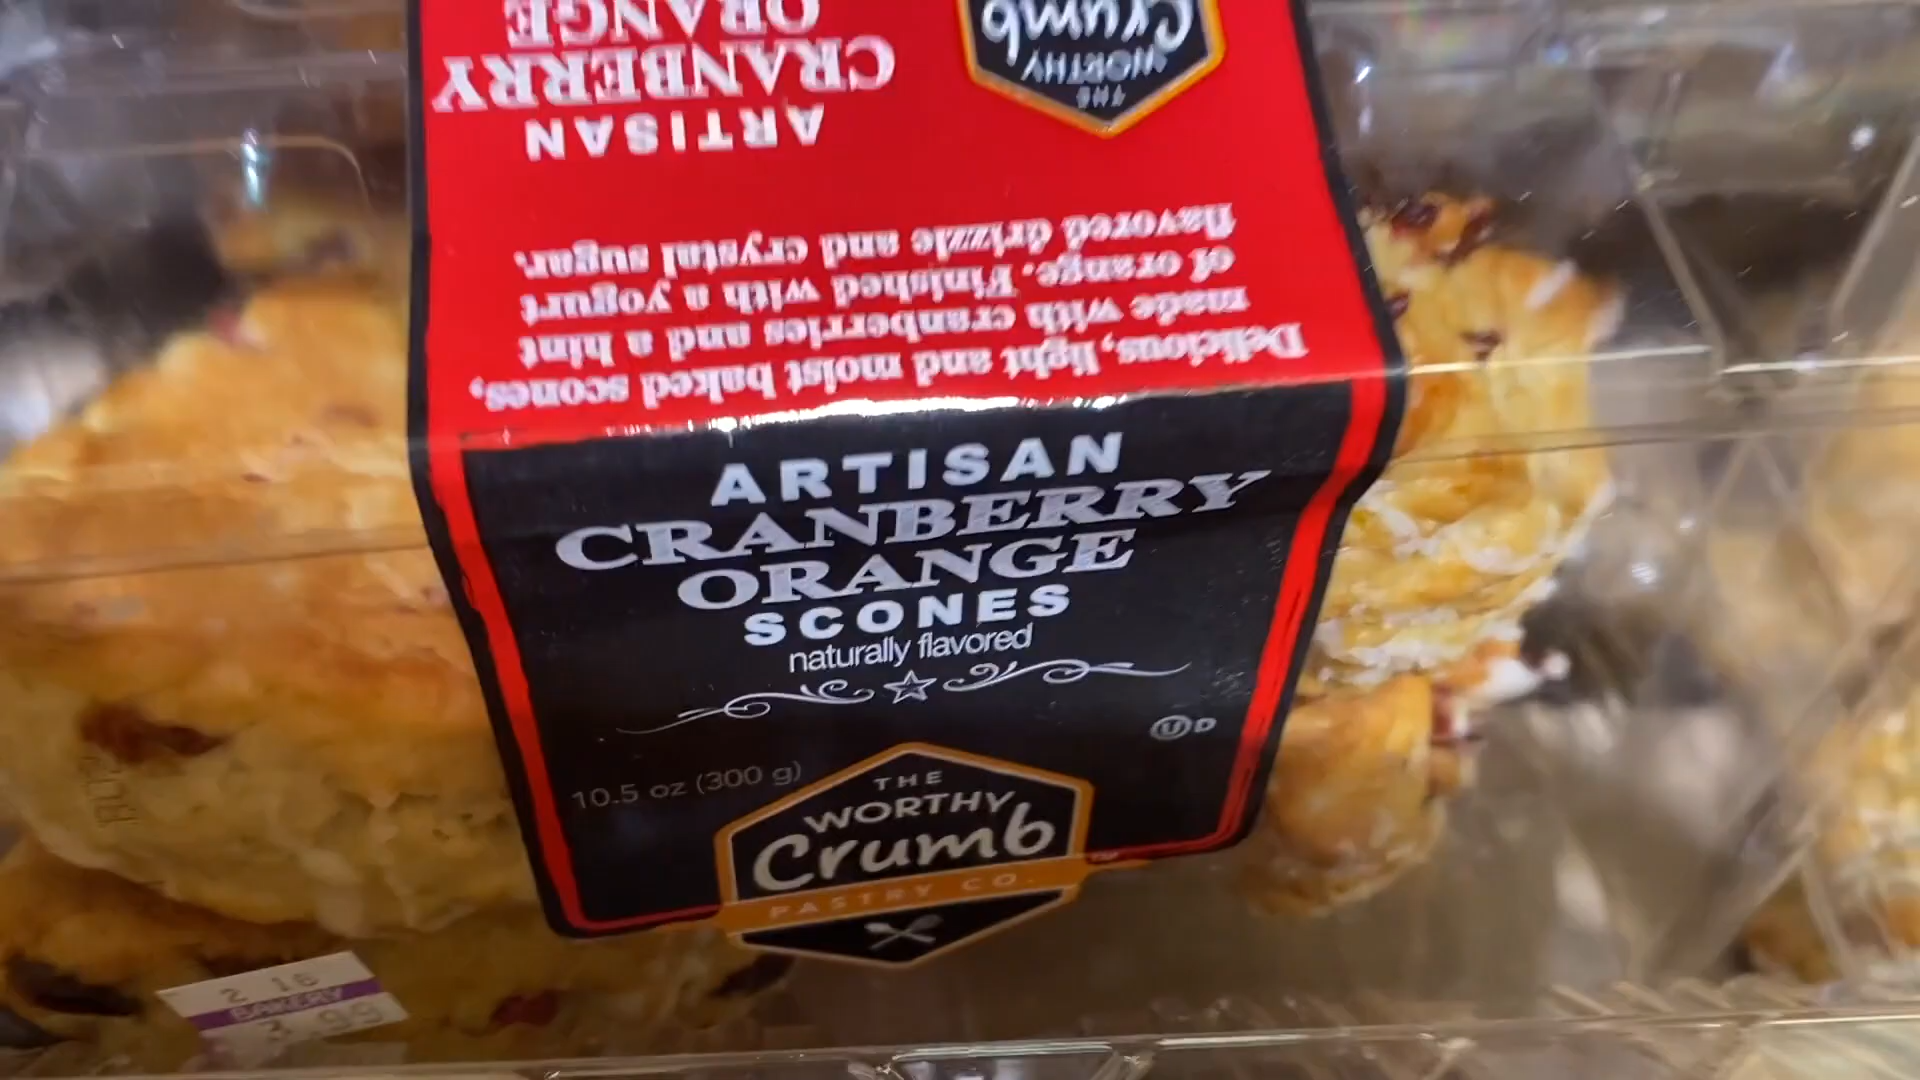 THE
WORTHY
Crumb
ARTISAN
CRANBERRY
ORANGE
Delicious, light and moist baked scones,
made with cranberries and a hint
of orange. Finished with a yogurt
flavored drizzle and crystal sugar.
ARTISAN
CRANBERRY
ORANGE
SCONES
naturally flavored
U D
10.5 oz (300 g)
THE
WORTHY
Crumb
PASTRY CO.
2 16
BAKERY
3.99